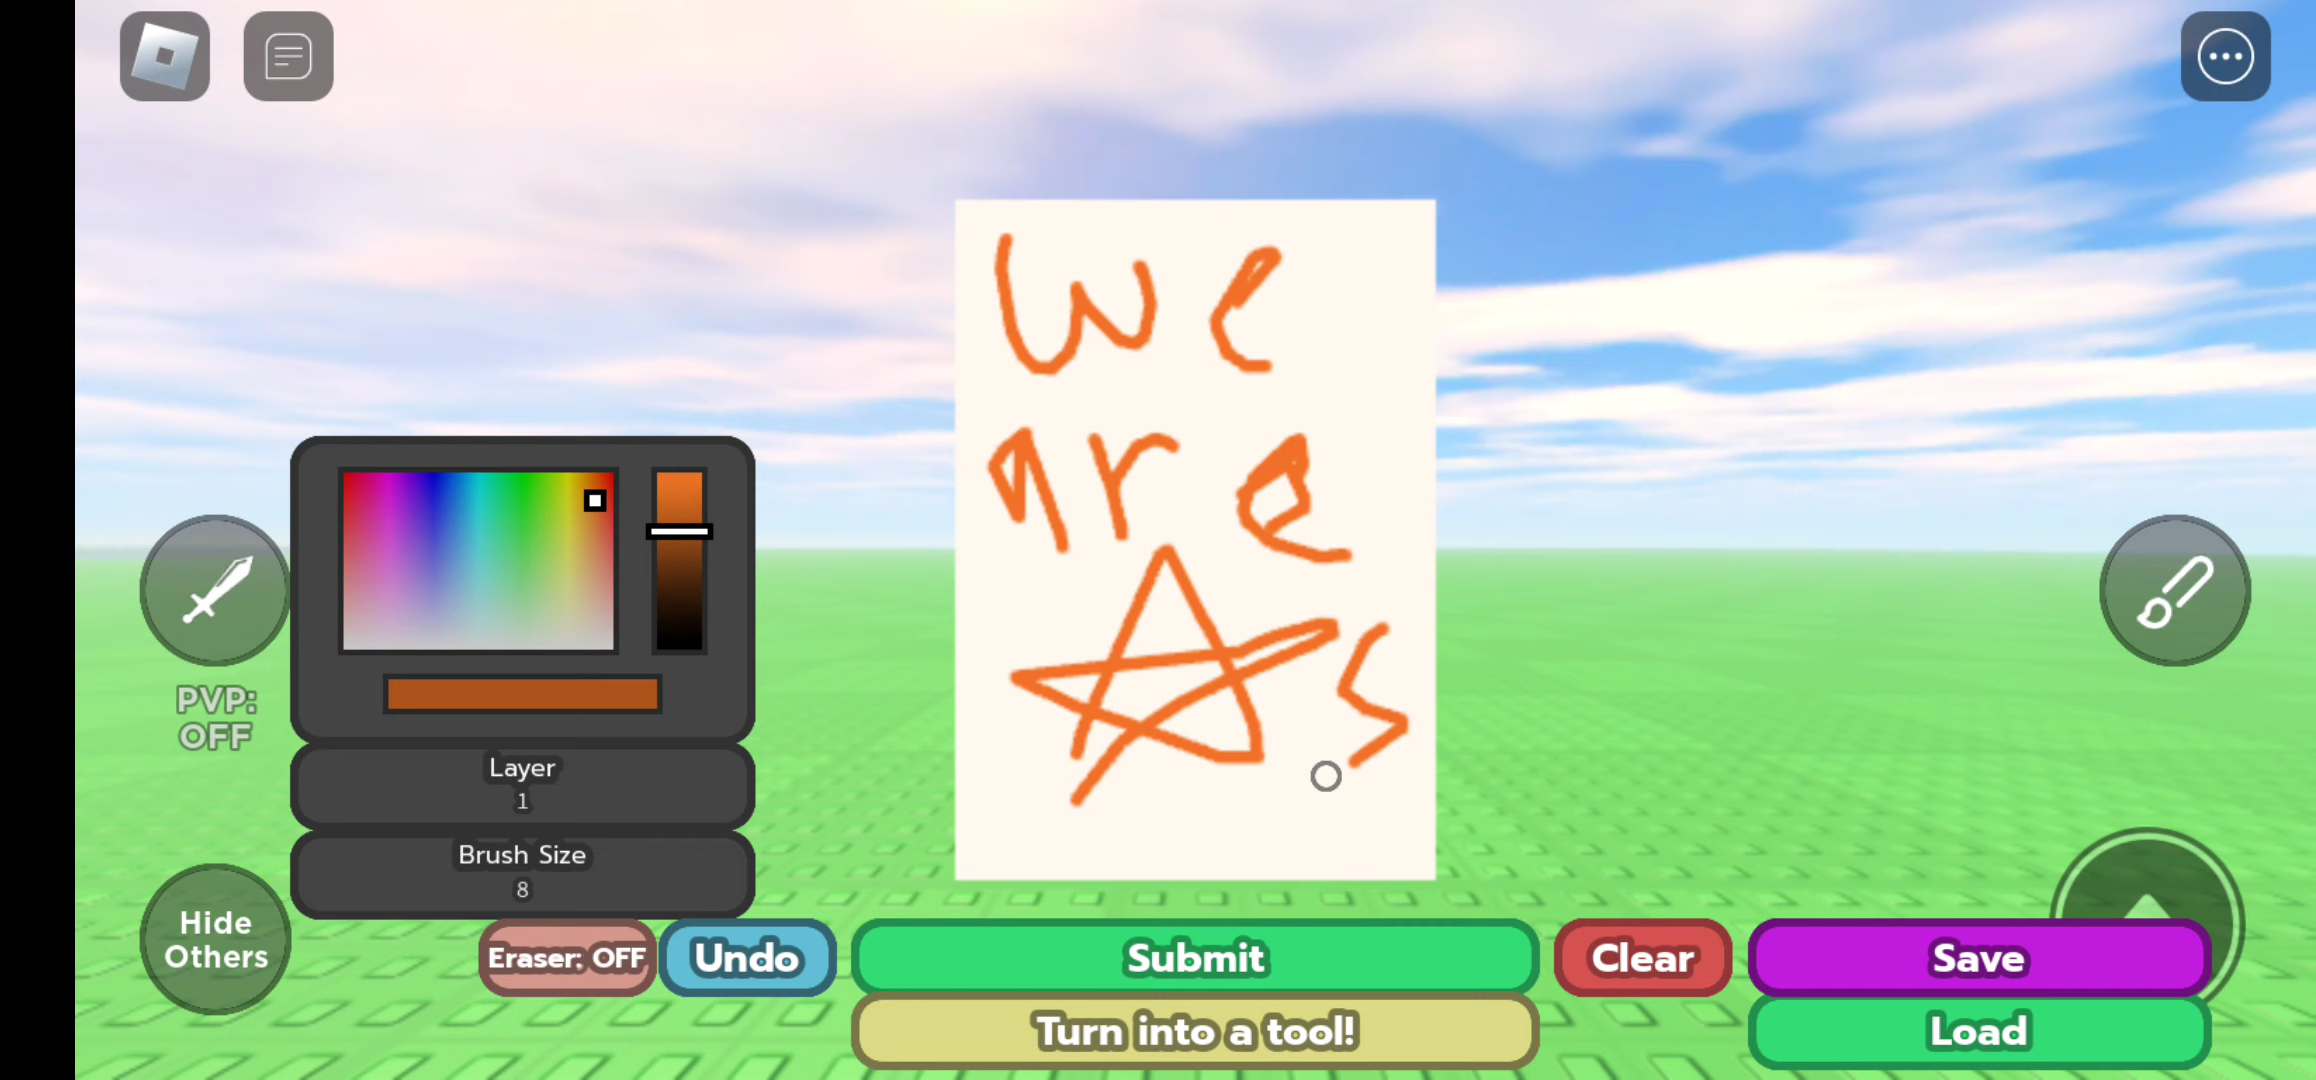 we
are
s
PVP:
OFF
Layer
1
Brush Size
8
Hide
Others
Eraser: OFF
Undo
Submit
Clear
Save
Turn into a tool!
Load